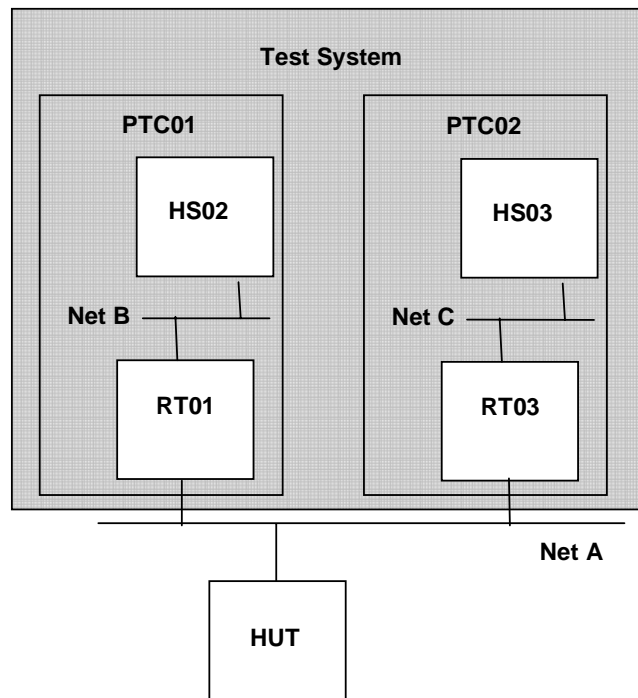 Test System
PTC01
PTC02
HS02
HS03
Net B
Net C
RT01
RT03
Net A
HUT